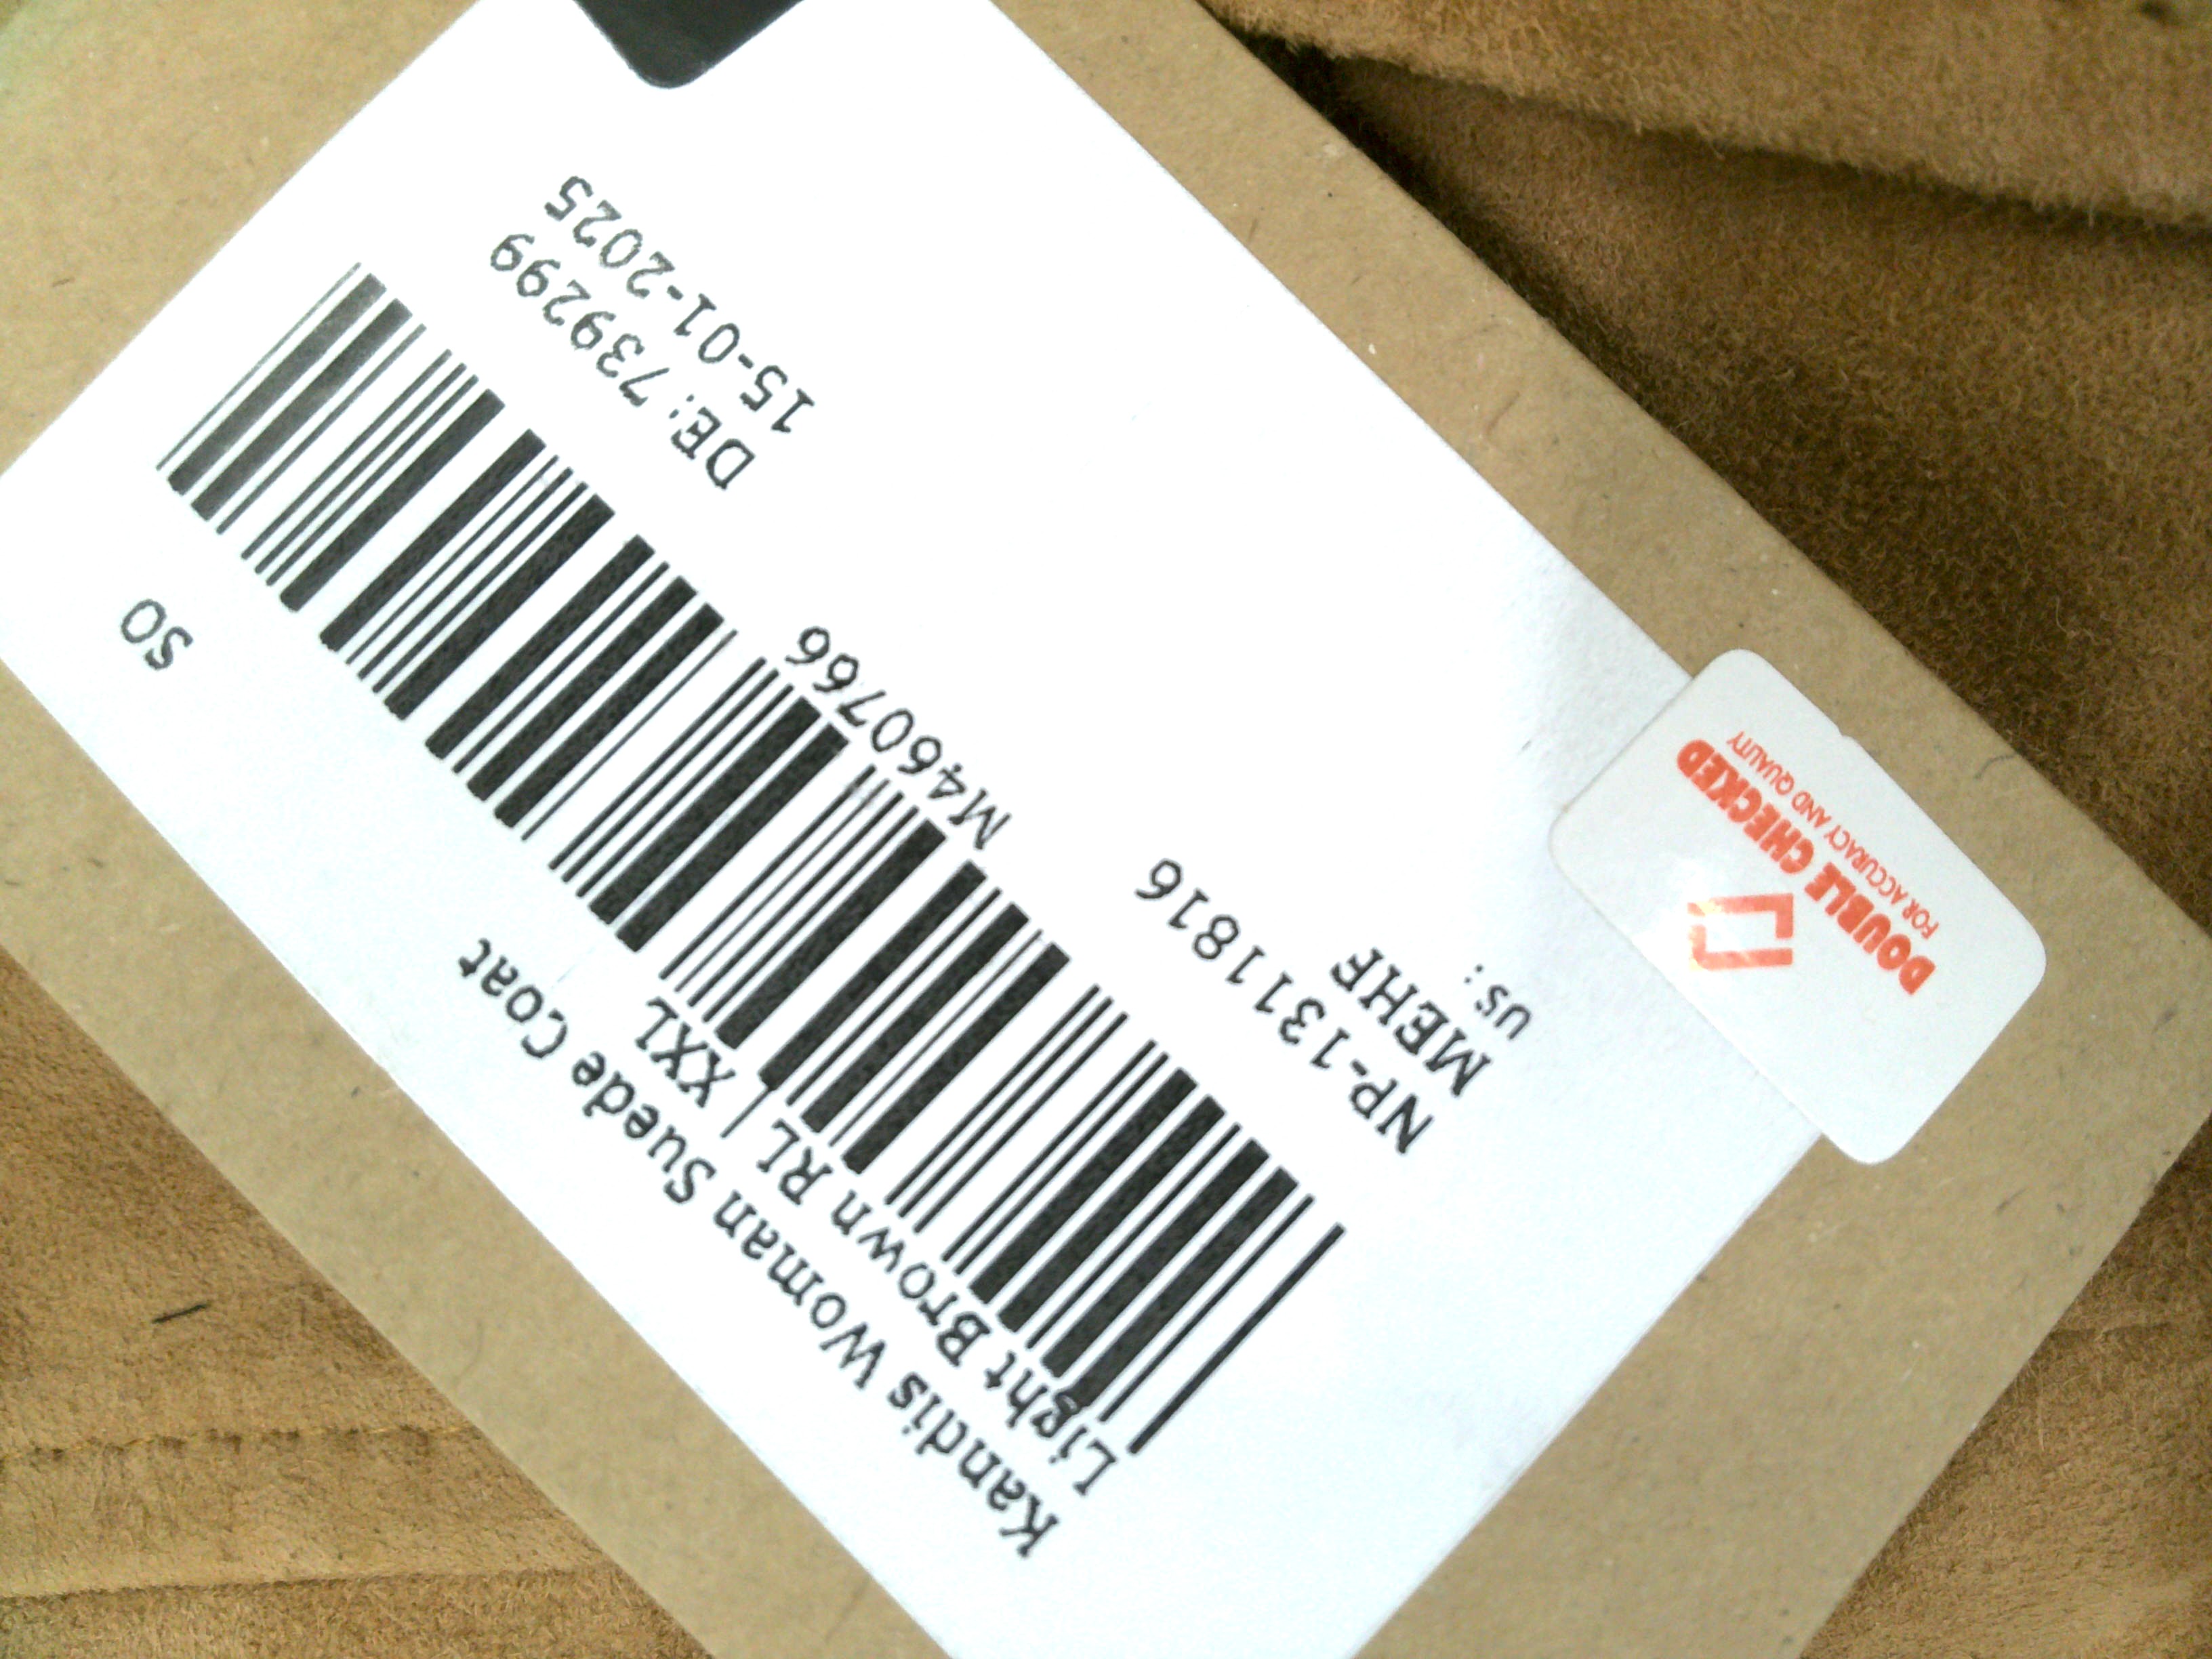 Kandis Woman Suede Coat
SO
Light Brown RL | XXL
M460766
NP-1311816
DE: 739299
MEHF
15-01-2025
US:
DOUBLE CHECKED
FOR ACCURACY AND QUALITY